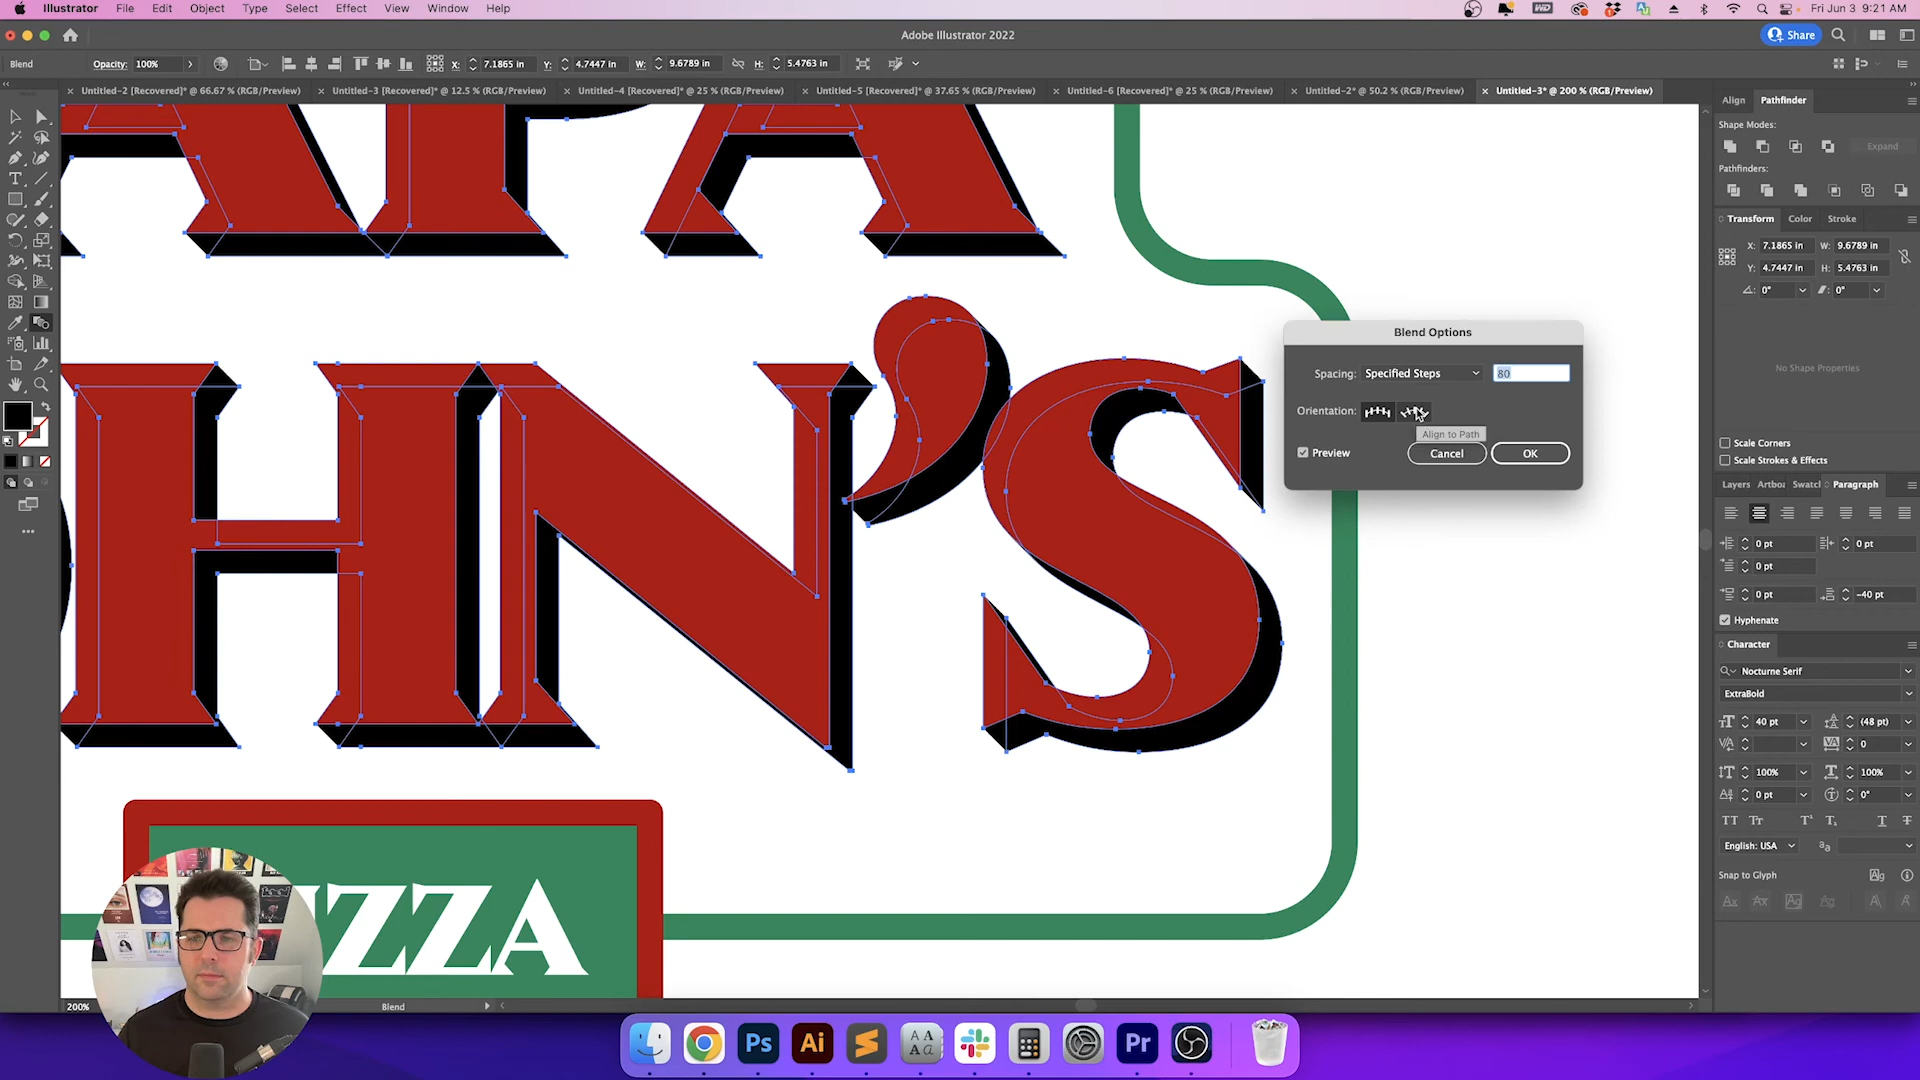 Illustrator File Edit Object Type Select Effect View Window Help
Fri Jun 3 9:21 AM
Adobe Illustrator 2022
Share
Blend Opacity: 100% X: 7.1865 in Y: 4.7447 in W: 9.6789 in H: 5.4763 in
× Untitled-2 [Recovered]* @ 66.67 % (RGB/Preview) × Untitled-3 [Recovered]* @ 12.5 % (RGB/Preview) × Untitled-4 [Recovered]* @ 25 % (RGB/Preview) × Untitled-5 [Recovered]* @ 37.65 % (RGB/Preview) × Untitled-6 [Recovered]* @ 25 % (RGB/Preview) × Untitled-2* @ 50.2 % (RGB/Preview) × Untitled-3* @ 200 % (RGB/Preview)
Align Pathfinder
Shape Modes:
Expand
Pathfinders:
Transform Color Stroke
X: 7.1865 in W: 9.6789 in
Y: 4.7447 in H: 5.4763 in
0° 0°
No Shape Properties
Scale Corners
Scale Strokes & Effects
APA
HN'S
Blend Options
Spacing: Specified Steps 80
Orientation:
Align to Path
Preview Cancel OK
Layers Artboa Swatcl Paragraph
0 pt 0 pt
0 pt
0 pt -40 pt
Hyphenate
Character
Nocturne Serif
ExtraBold
40 pt (48 pt)
0
100% 100%
0 pt 0°
English: USA
Snap to Glyph
ZZA
200% Blend
Ps Ai Pr